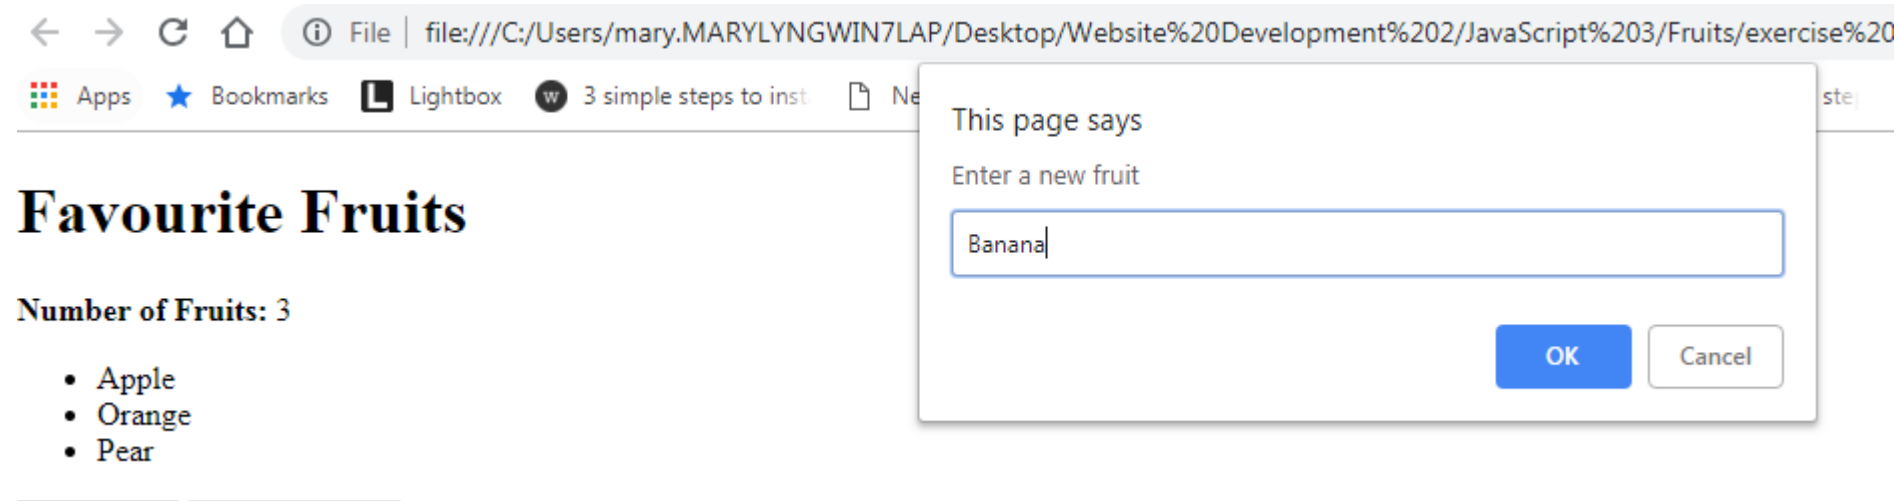 File file:///C:/Users/mary.MARYLYNGWIN7LAP/Desktop/Website%20Development%202/JavaScript%203/Fruits/exercise%20
Apps Bookmarks L Lightbox w 3 simple steps to inst Ne
step
This page says
Enter a new fruit
Banana
OK Cancel
Favourite Fruits
Number of Fruits: 3
• Apple
• Orange
• Pear